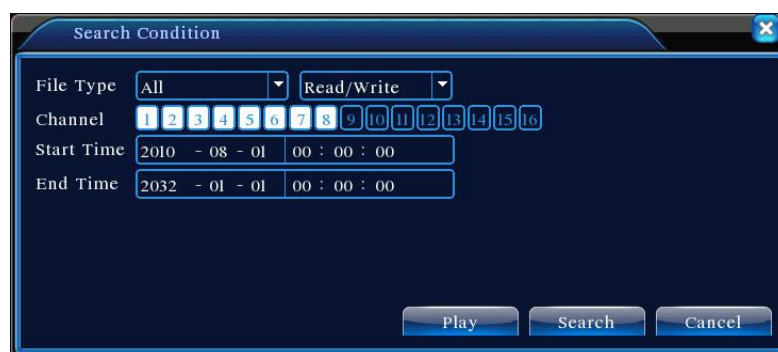 Search Condition
File Type All Read/Write
Channel 1 2 3 4 5 6 7 8 9 10 11 12 13 14 15 16
Start Time 2010 - 08 - 01 00 : 00 : 00
End Time 2032 - 01 - 01 00 : 00 : 00
Play Search Cancel